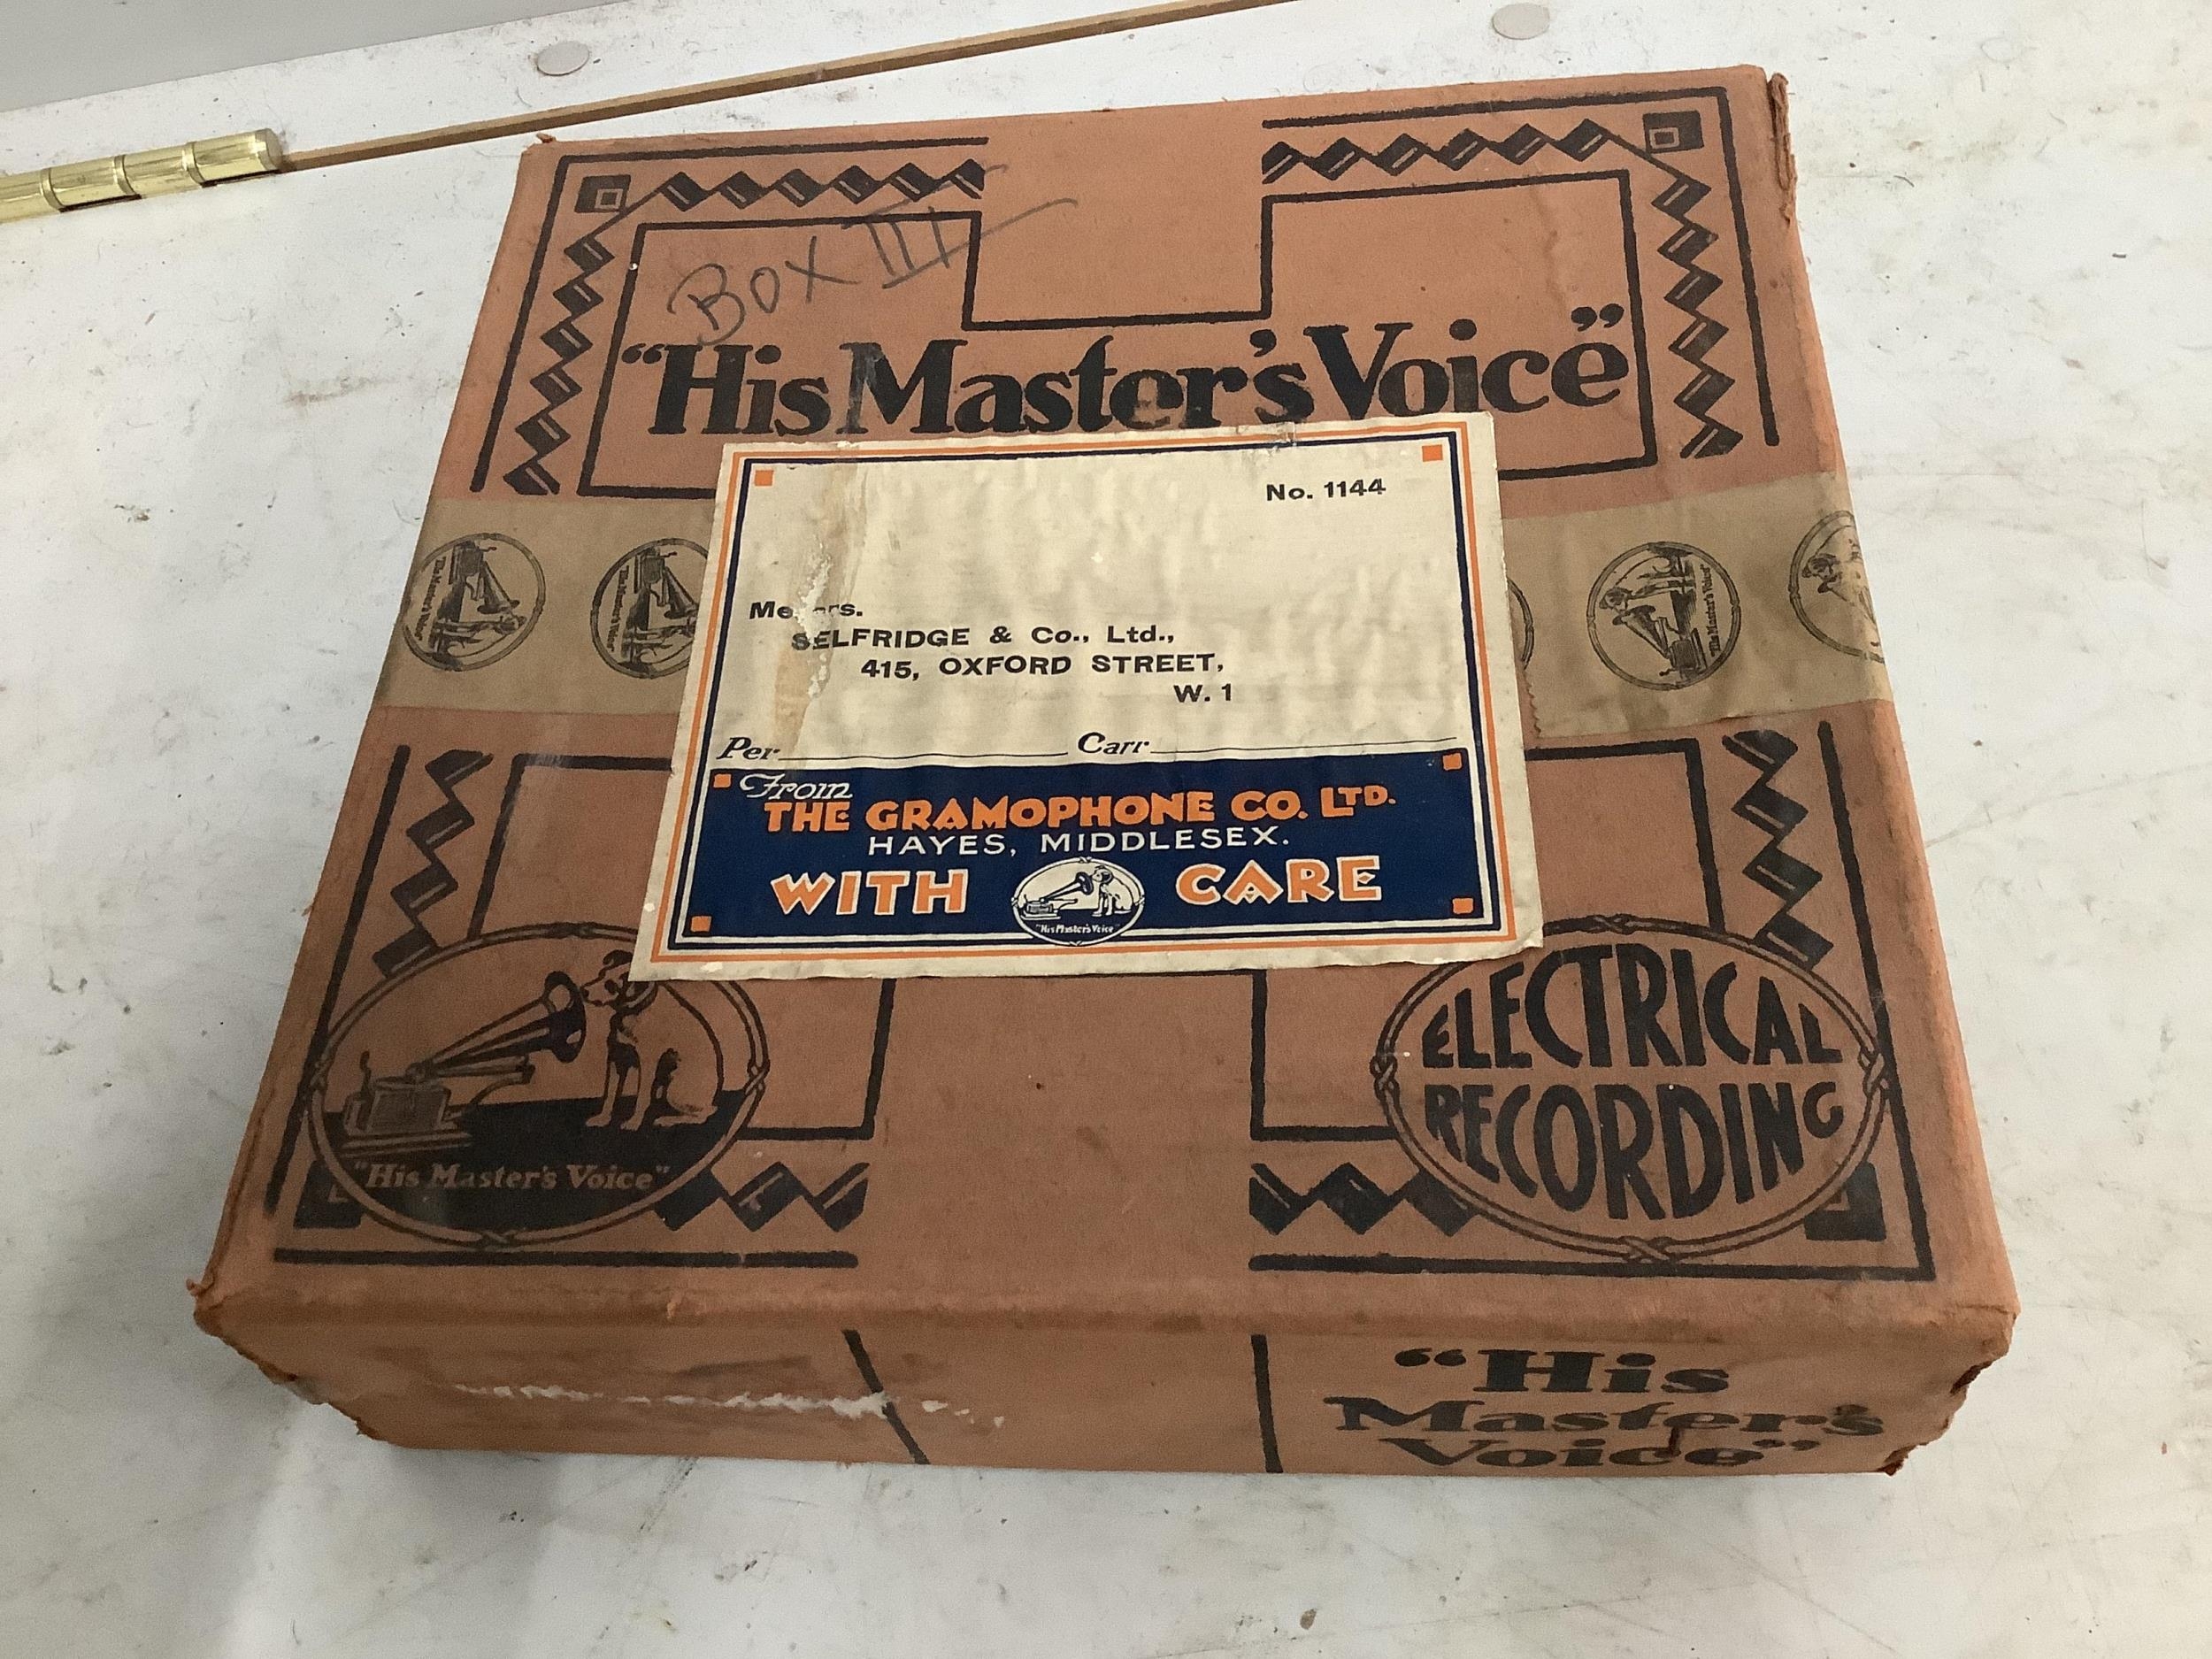 BOX III
“His Master's Voice”
No. 1144
SELFRIDGE & Co., Ltd.,
415, OXFORD STREET,
W. 1
Per Carr
From
THE GRAMOPHONE CO. LTD.
HAYES, MIDDLESEX.
WITH CARE
"His Master's Voice"
"His Master's Voice"
ELECTRICAL
RECORDING
“His
Master's
Voice”